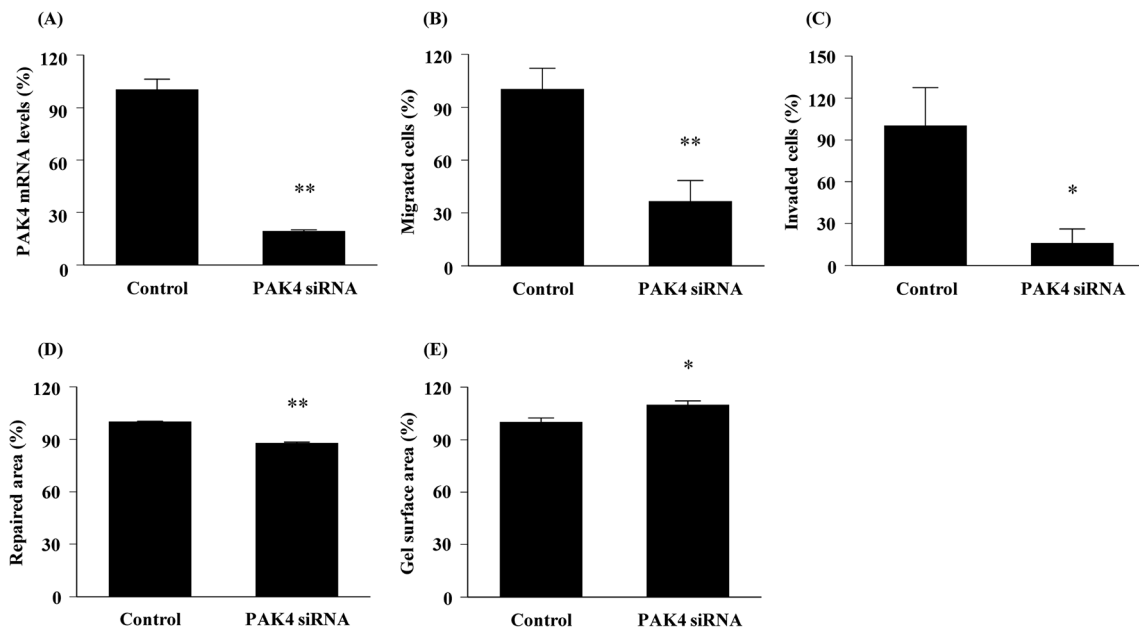 (A)
PAK4 mRNA levels (%)
120
90
60
30
0
**
Control
PAK4 siRNA
(B)
Migrated cells (%)
120
90
60
30
0
**
Control
PAK4 siRNA
(C)
Invaded cells (%)
150
120
90
60
30
0
*
Control
PAK4 siRNA
(D)
Repaired area (%)
120
90
60
30
0
**
Control
PAK4 siRNA
(E)
Gel surface area (%)
120
90
60
30
0
*
Control
PAK4 siRNA